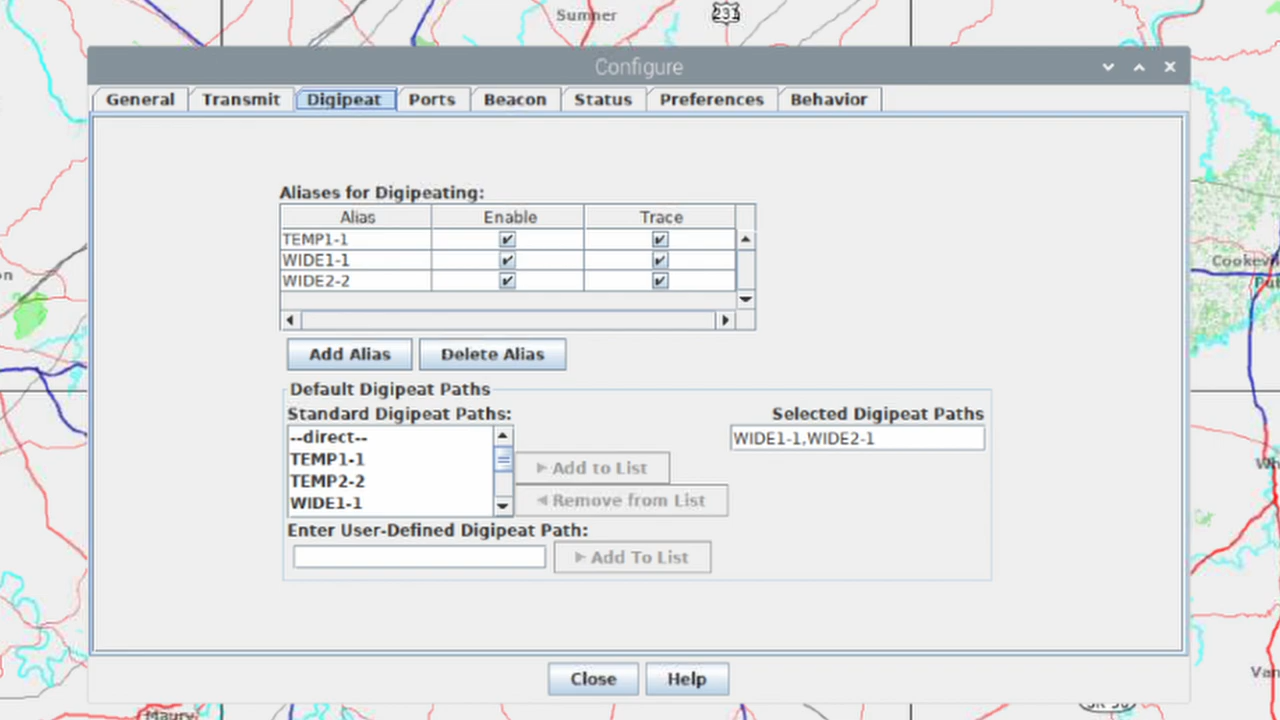 Sumner
231
Configure
General Transmit Digipeat Ports Beacon Status Preferences Behavior
Aliases for Digipeating:
Alias Enable Trace
TEMP1-1
WIDE1-1
WIDE2-2
Add Alias Delete Alias
Default Digipeat Paths
Standard Digipeat Paths:
Selected Digipeat Paths
--direct--
TEMP1-1
TEMP2-2
WIDE1-1
WIDE1-1,WIDE2-1
Add to List
Remove from List
Enter User-Defined Digipeat Path:
Add To List
Close Help
Maury